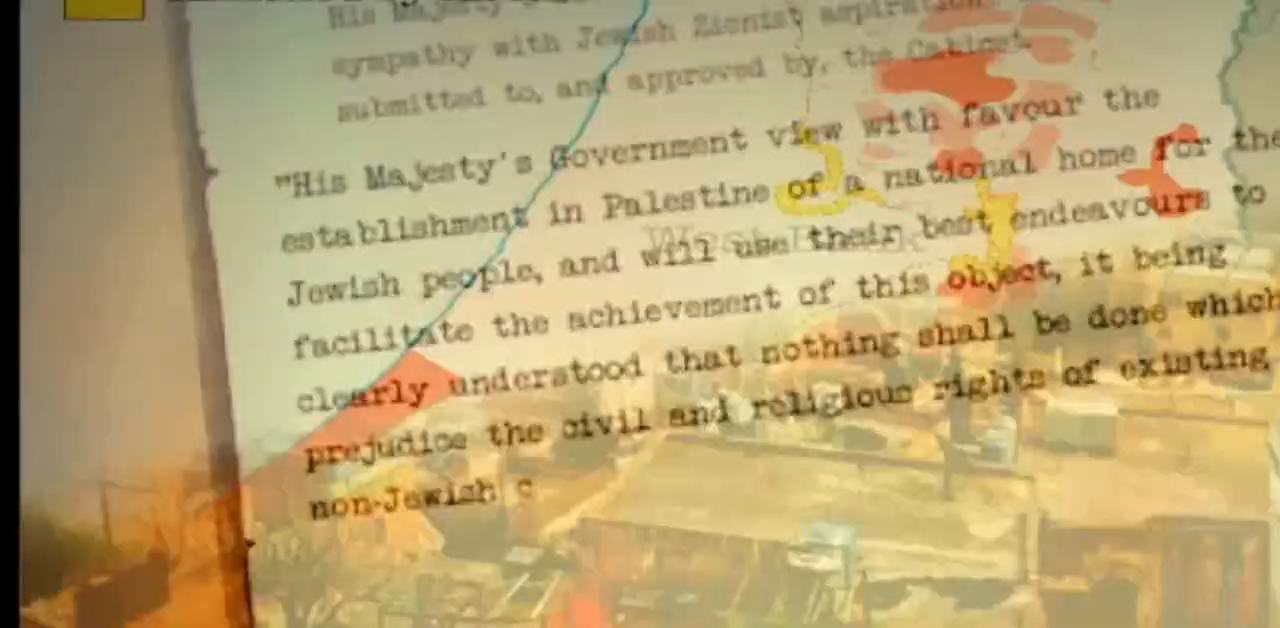 His Majesty
sympathy with Jewish Zionist aspirations
submitted to, and approved by, the Cabinet
"His Majesty's Government view with favour the
establishment in Palestine of a national home for the
Jewish people, and will use their best endeavours to
facilitate the achievement of this object, it being
clearly understood that nothing shall be done which
prejudice the civil and religious rights of existing
non-Jewish c